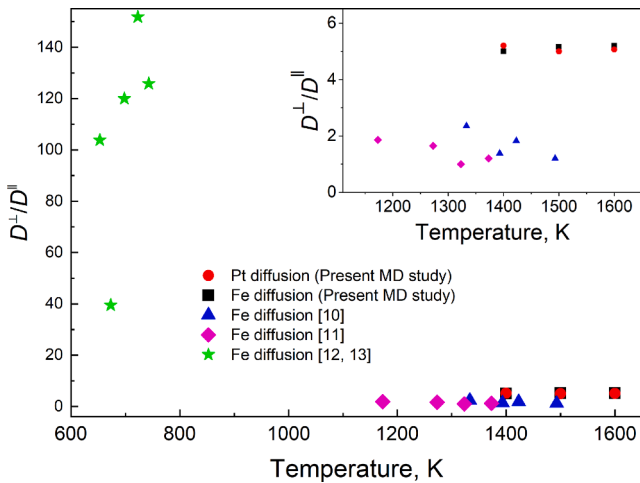 160
140
120
100
80
60
40
20
0
D⊥/D∥
600
800
1000
1200
1400
1600
Temperature, K
6
4
2
0
D⊥/D∥
1200
1300
1400
1500
1600
Temperature, K
Pt diffusion (Present MD study)
Fe diffusion (Present MD study)
Fe diffusion [10]
Fe diffusion [11]
Fe diffusion [12, 13]